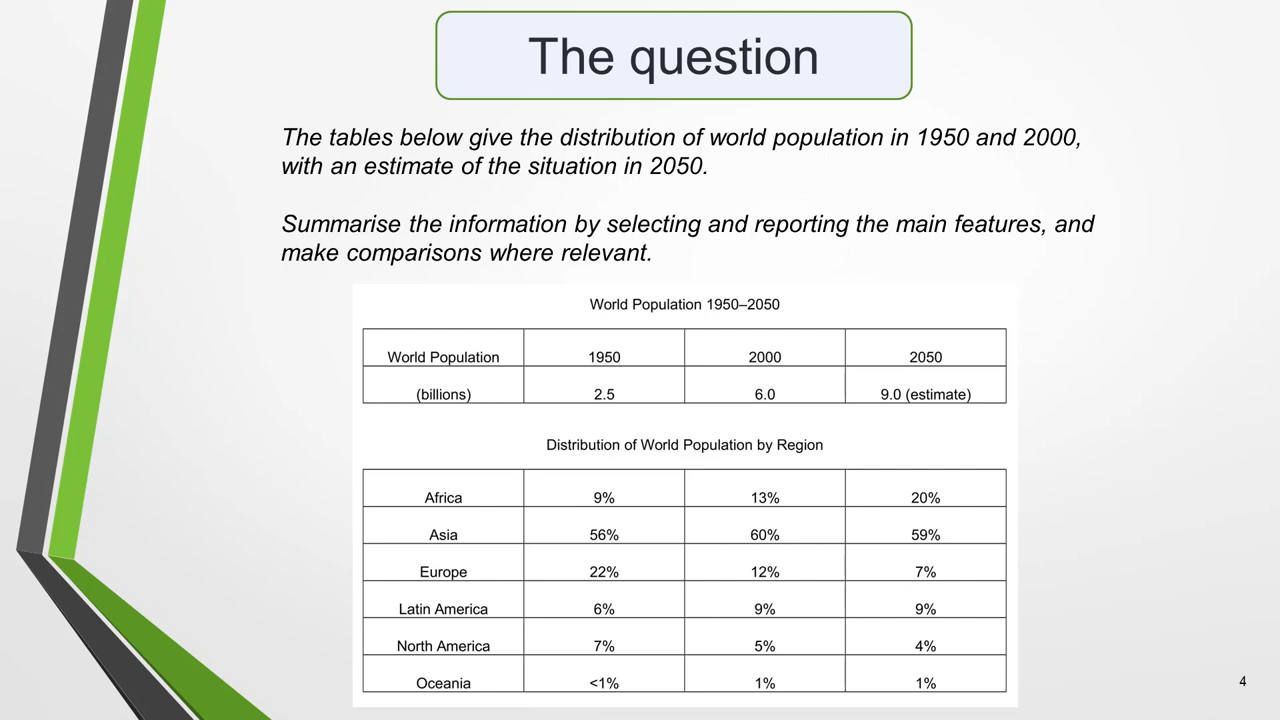 The question
The tables below give the distribution of world population in 1950 and 2000,
with an estimate of the situation in 2050.
Summarise the information by selecting and reporting the main features, and
make comparisons where relevant.
World Population 1950–2050
World Population 1950 2000 2050
(billions) 2.5 6.0 9.0 (estimate)
Distribution of World Population by Region
Africa 9% 13% 20%
Asia 56% 60% 59%
Europe 22% 12% 7%
Latin America 6% 9% 9%
North America 7% 5% 4%
Oceania <1% 1% 1%
4